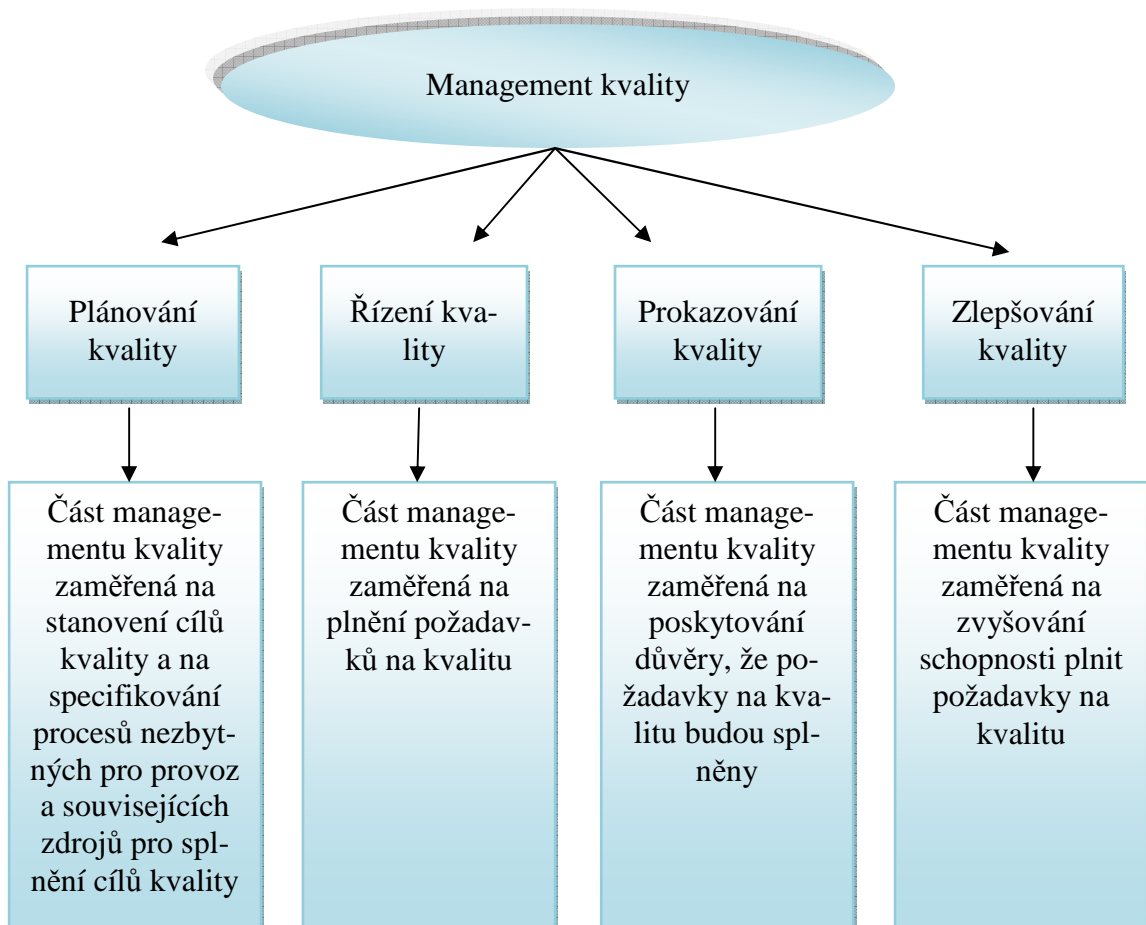 Management kvality
Plánování
kvality
Řízení kva-
lity
Prokazování
kvality
Zlepšování
kvality
Část manage-
mentu kvality
zaměřená na
stanovení cílů
kvality a na
specifikování
procesů nezbyt-
ných pro provoz
a souvisejících
zdrojů pro spl-
nění cílů kvality
Část manage-
mentu kvality
zaměřená na
plnění požadav-
ků na kvalitu
Část manage-
mentu kvality
zaměřená na
poskytování
důvěry, že po-
žadavky na kva-
litu budou spl-
něny
Část manage-
mentu kvality
zaměřená na
zvyšování
schopnosti plnit
požadavky na
kvalitu